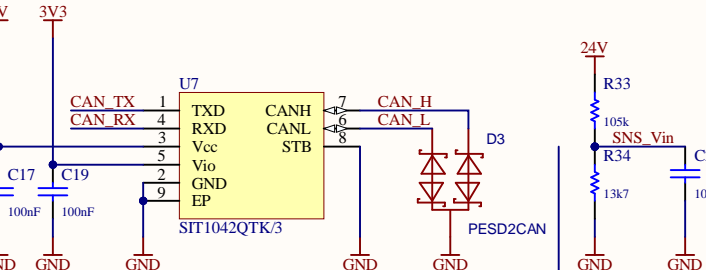 V
3V3
24V
U7
R33
CAN_TX
1
TXD
CANH
7
CAN_H
105k
CAN_RX
4
RXD
CANL
6
CAN_L
3
Vcc
STB
8
D3
SNS_Vin
5
Vio
R34
C17
C19
2
GND
C
9
EP
13k7
10
100nF
100nF
SIT1042QTK/3
PESD2CAN
ND
GND
GND
GND
GND
GND
GND